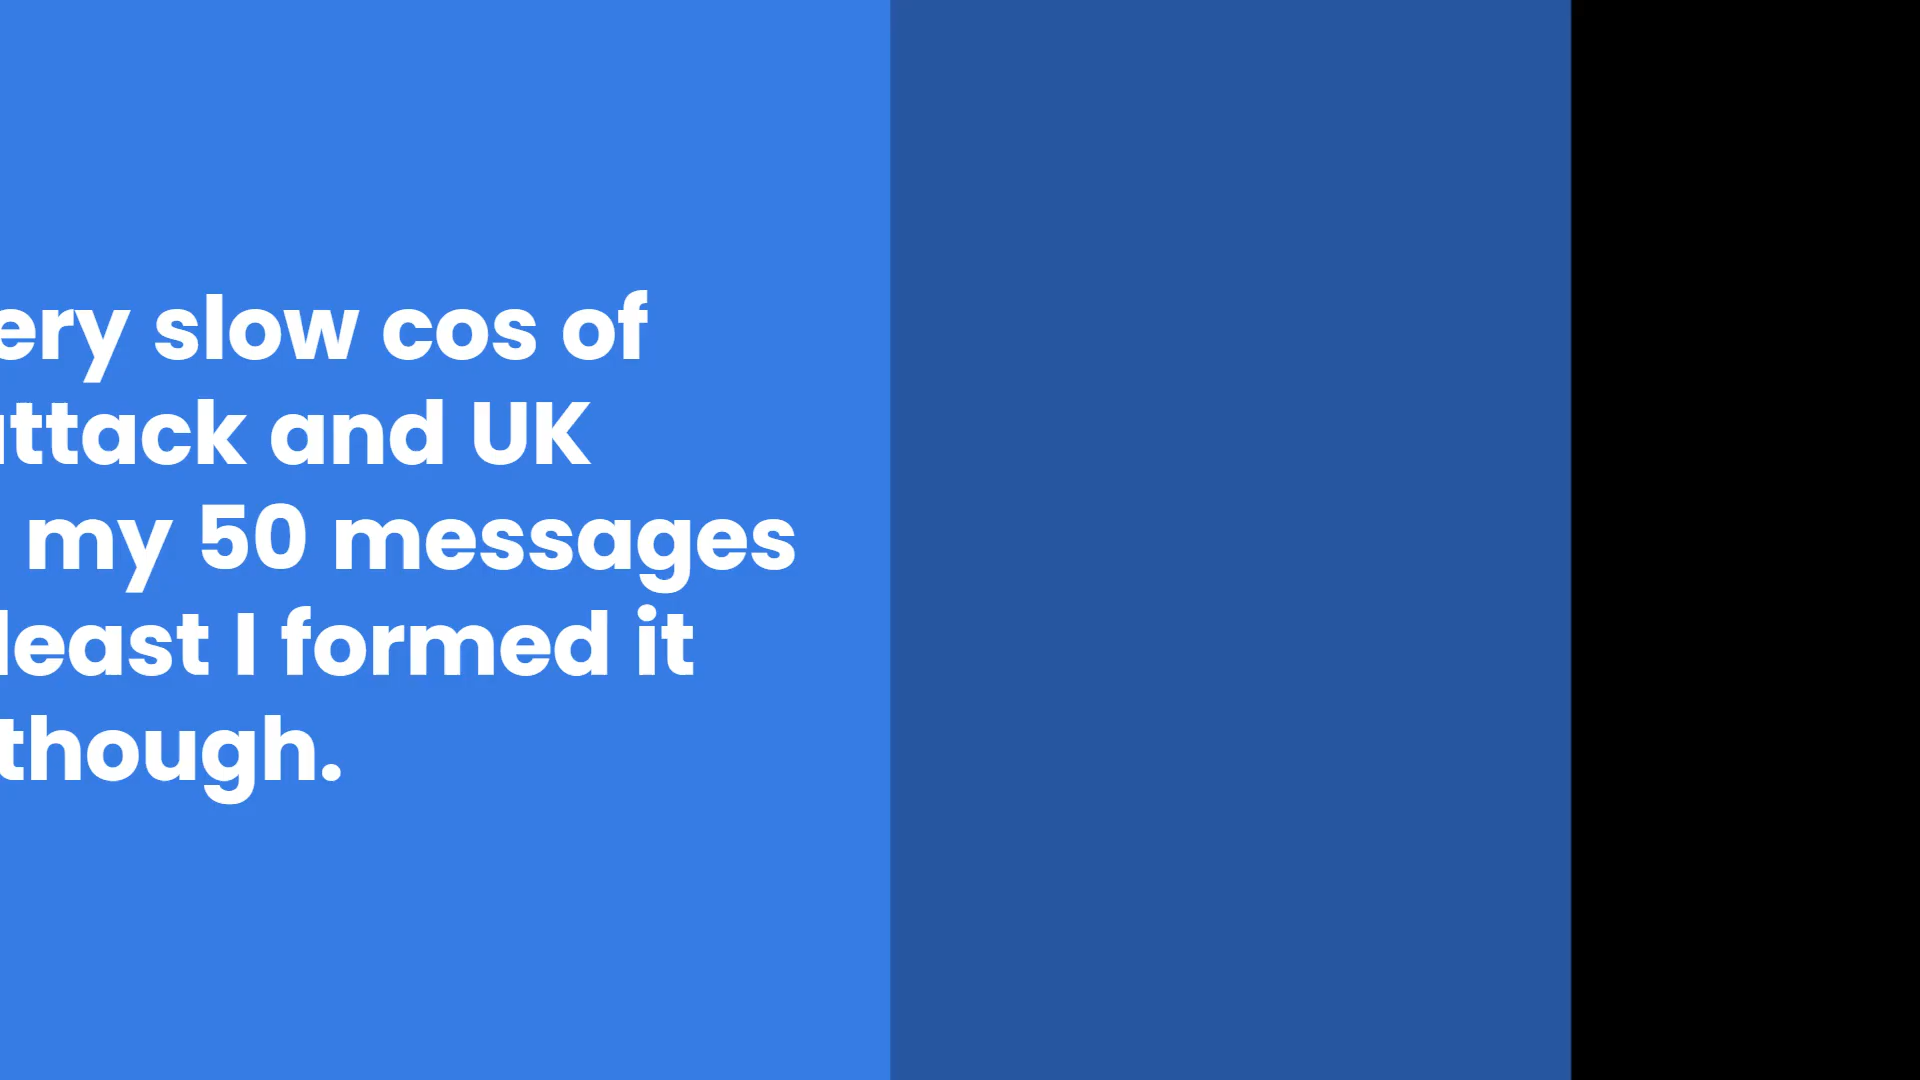 ery slow cos of
ttack and UK
my 50 messages
least I formed it
though.